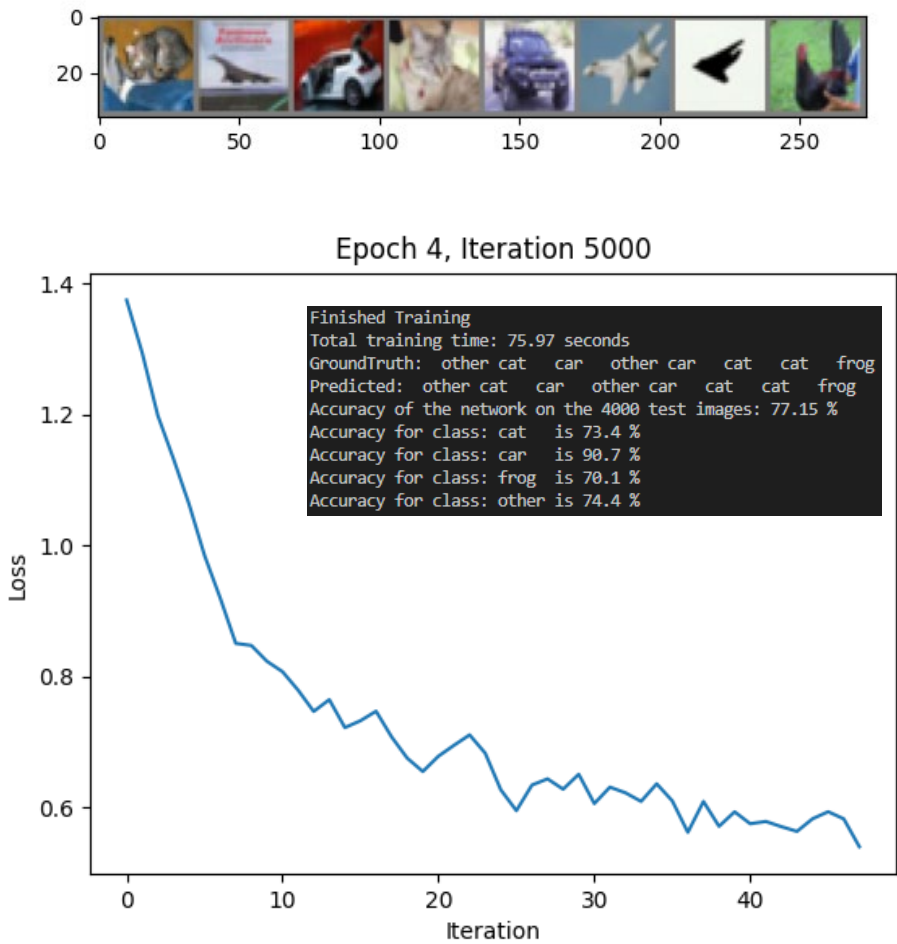 0
20
0 50 100 150 200 250
Epoch 4, Iteration 5000
1.4
1.2
1.0
0.8
0.6
Loss
Finished Training
Total training time: 75.97 seconds
GroundTruth:  other cat   car   other car   cat   cat   frog
Predicted:  other cat   car   other car   cat   cat   frog
Accuracy of the network on the 4000 test images: 77.15 %
Accuracy for class: cat   is 73.4 %
Accuracy for class: car   is 90.7 %
Accuracy for class: frog  is 70.1 %
Accuracy for class: other is 74.4 %
0 10 20 30 40
Iteration